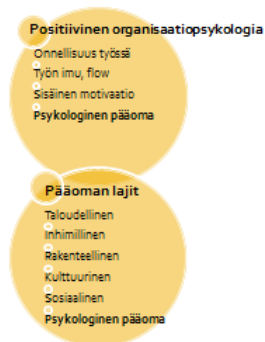 Positiivinen organisaatiopsykologia
Onnellisuus työssä
Työn imu, flow
Sisäinen motivaatio
Psykologinen pääoma
Pääoman lajit
Taloudellinen
Inhimillinen
Rakenteellinen
Kulttuurinen
Sosiaalinen
Psykologinen pääoma